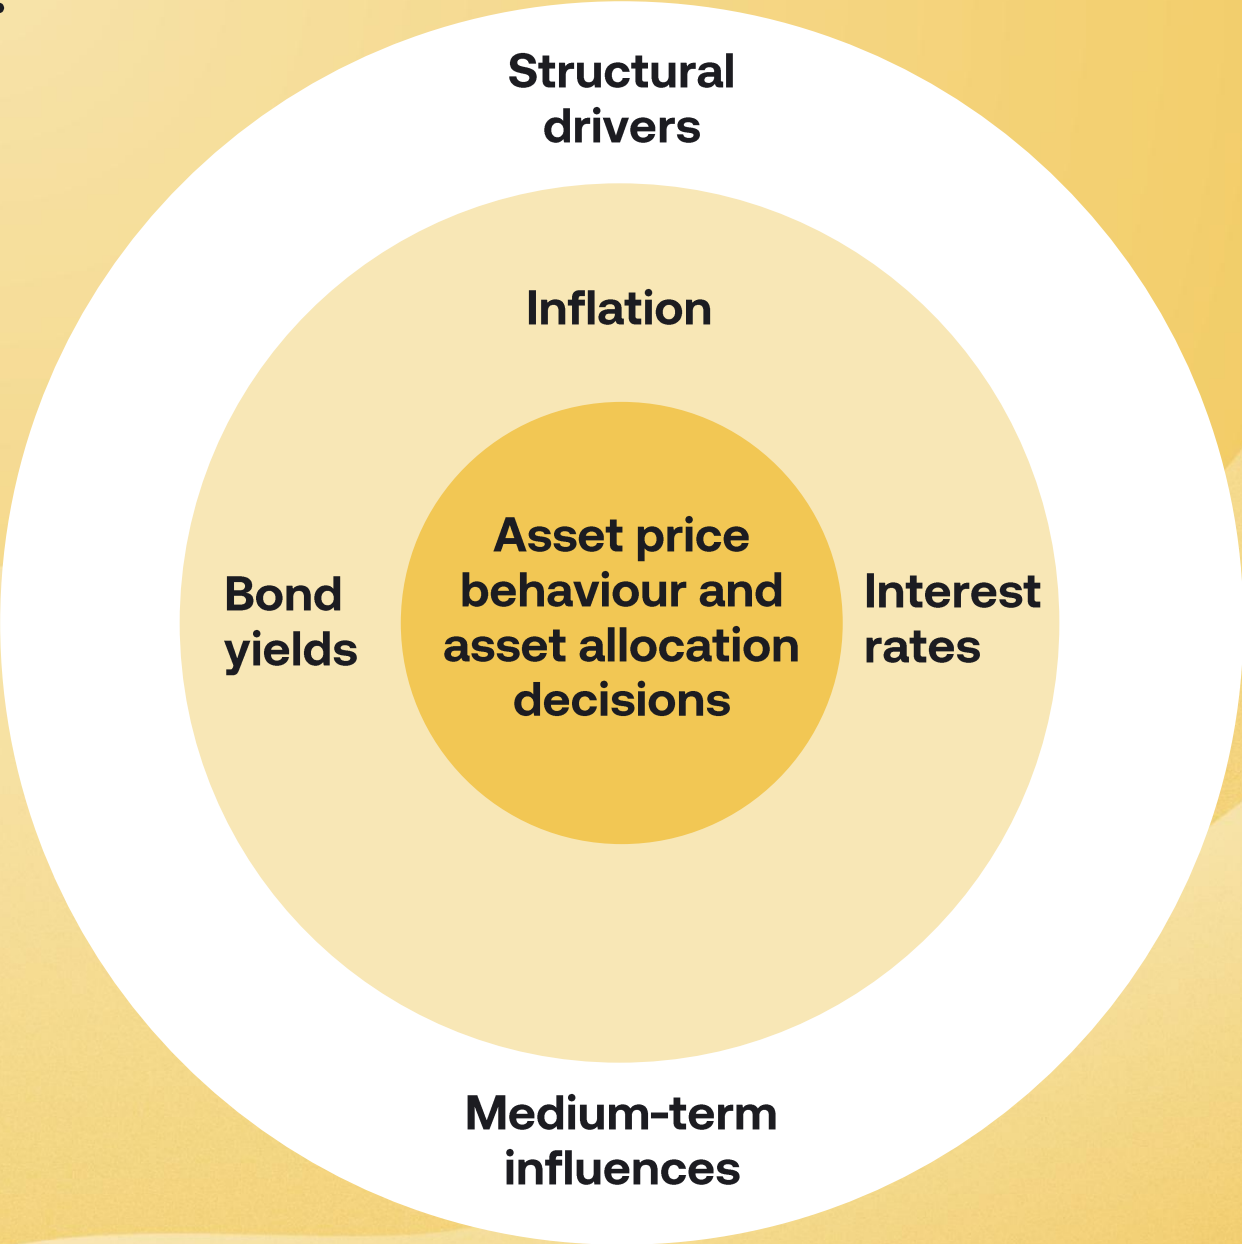 Structural
drivers
Inflation
Asset price
behaviour and
asset allocation
decisions
Bond
yields
Interest
rates
Medium-term
influences